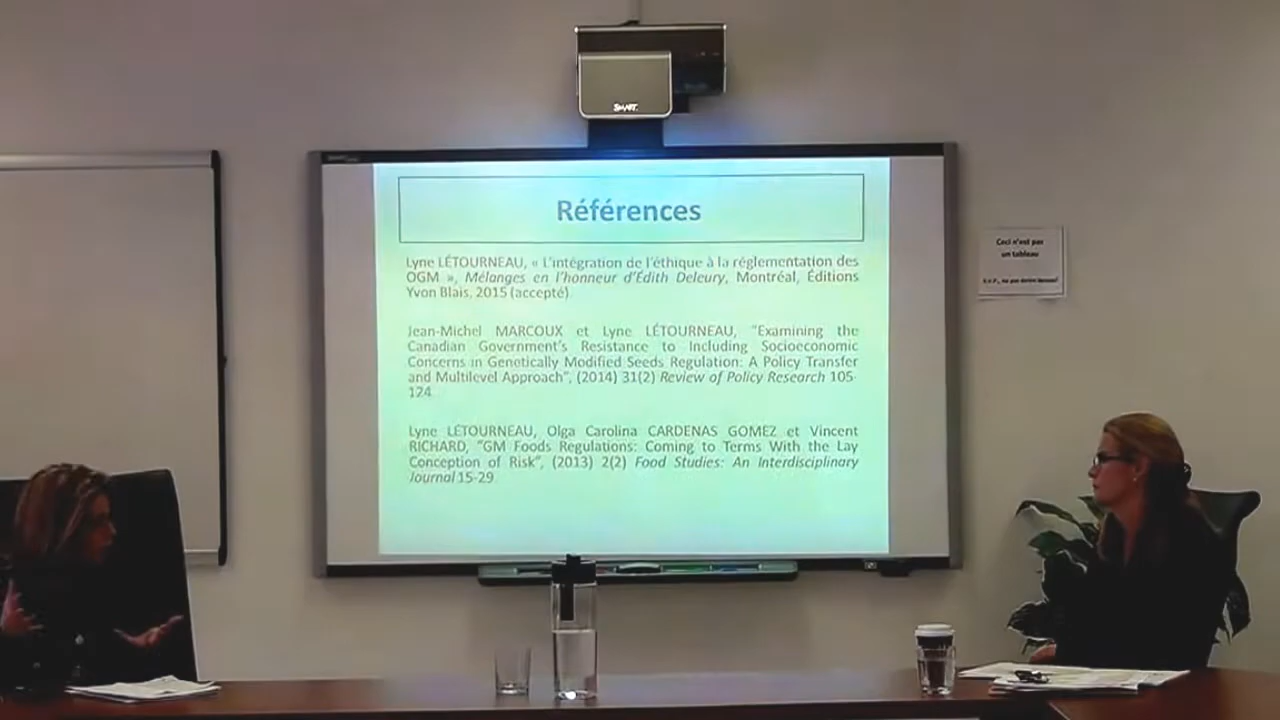 SMART
Références
Lyne LÉTOURNEAU, « L'intégration de l'éthique à la réglementation des
OGM », Mélanges en l'honneur d'Édith Deleury, Montréal, Éditions
Yvon Blais, 2015 (accepté)
Jean-Michel MARCOUX et Lyne LÉTOURNEAU, "Examining the
Canadian Government's Resistance to Including Socioeconomic
Concerns in Genetically Modified Seeds Regulation: A Policy Transfer
and Multilevel Approach", (2014) 31(2) Review of Policy Research 105-
124.
Lyne LÉTOURNEAU, Olga Carolina CARDENAS GOMEZ et Vincent
RICHARD, "GM Foods Regulations: Coming to Terms With the Lay
Conception of Risk", (2013) 2(2) Food Studies: An Interdisciplinary
Journal 15-29
Ceci n'est pas
un tableau
S.V.P., ne pas écrire dessus!